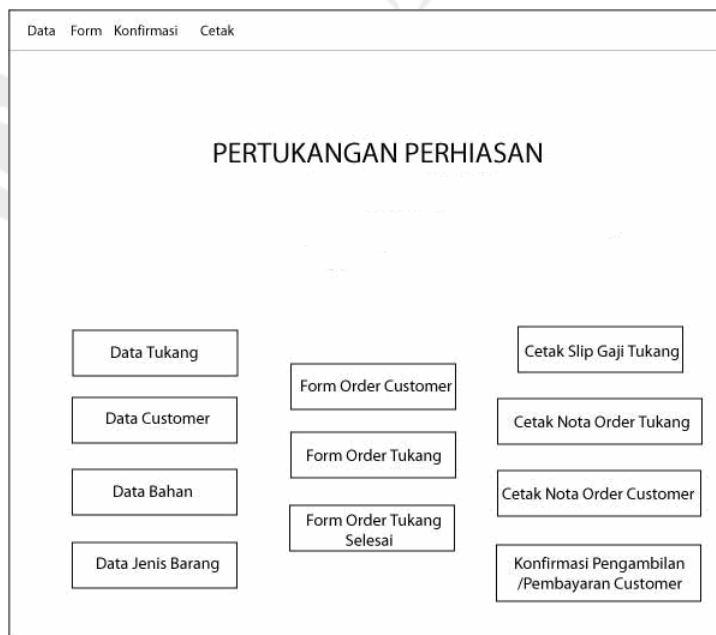 Data Form Konfirmasi Cetak
PERTUKANGAN PERHIASAN
Data Tukang
Data Customer
Data Bahan
Data Jenis Barang
Form Order Customer
Form Order Tukang
Form Order Tukang
Selesai
Cetak Slip Gaji Tukang
Cetak Nota Order Tukang
Cetak Nota Order Customer
Konfirmasi Pengambilan
/Pembayaran Customer